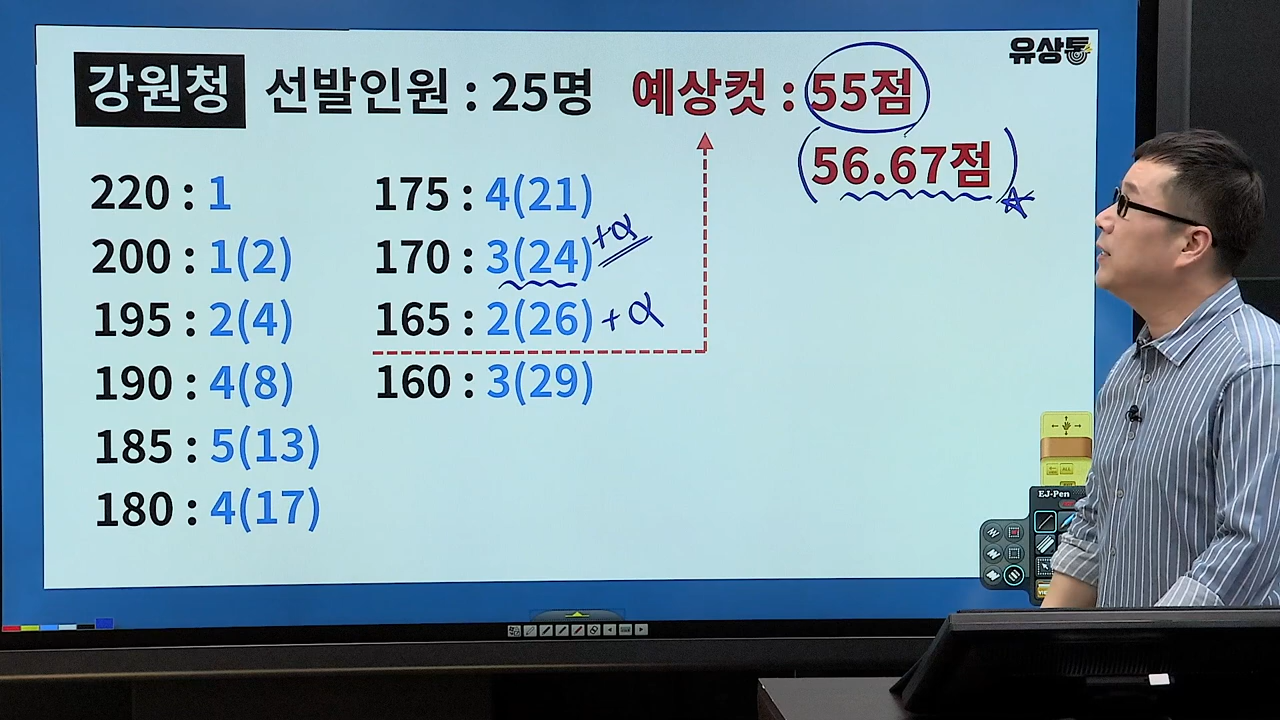 강원청 선발인원 : 25명 예상컷 : 55점
(56.67점)
유상통
220 : 1
200 : 1(2)
195 : 2(4)
190 : 4(8)
185 : 5(13)
180 : 4(17)
175 : 4(21)
170 : 3(24) +α
165 : 2(26) +α
160 : 3(29)
EJ-Pen